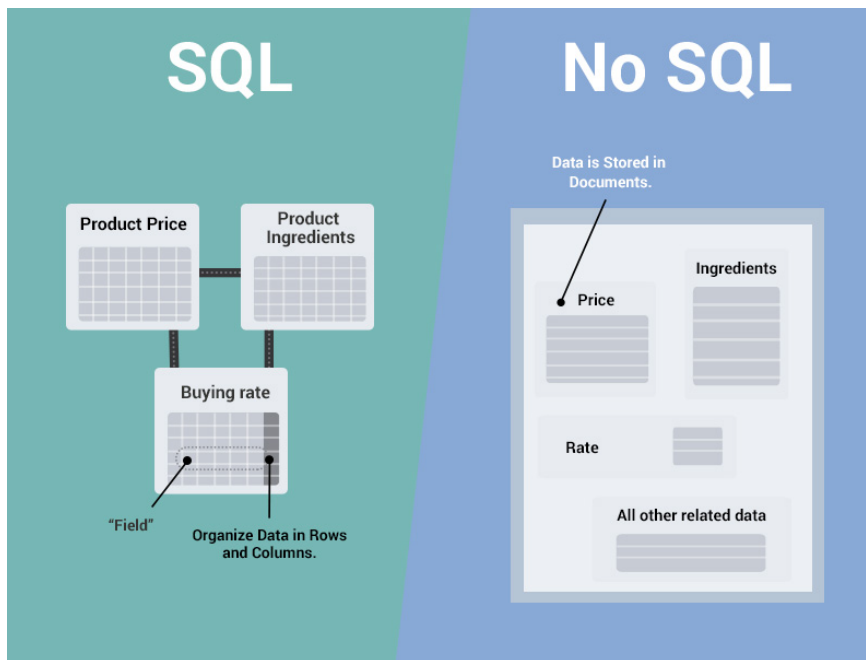 SQL
No SQL
Product Price
Product
Ingredients
Buying rate
“Field”
Organize Data in Rows
and Columns.
Data is Stored in
Documents.
Price
Ingredients
Rate
All other related data